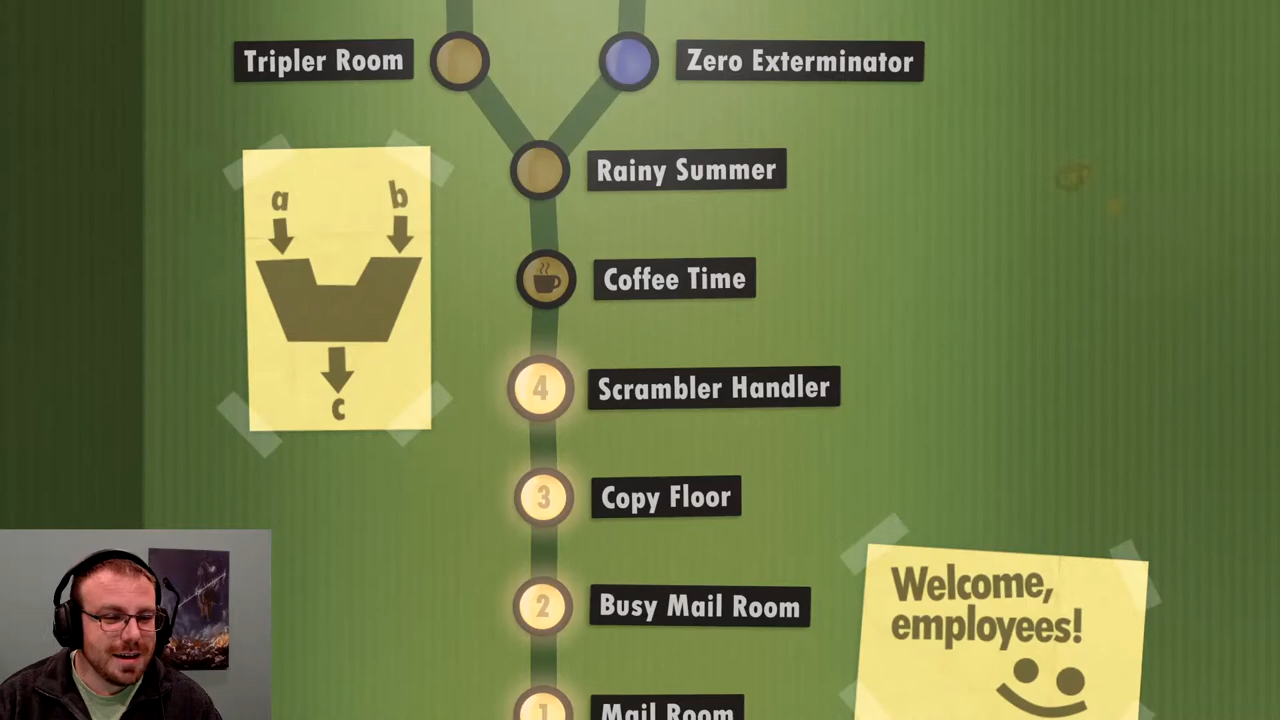 Tripler Room
Zero Exterminator
Rainy Summer
a
b
c
Coffee Time
4
Scrambler Handler
3
Copy Floor
2
Busy Mail Room
1
Mail Room
Welcome,
employees!